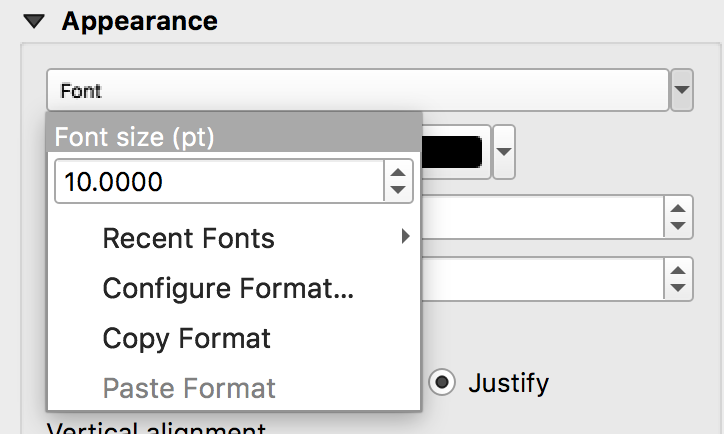 Appearance
Font
Font size (pt)
10.0000
Recent Fonts
Configure Format...
Copy Format
Paste Format
Justify
Vertical alignment